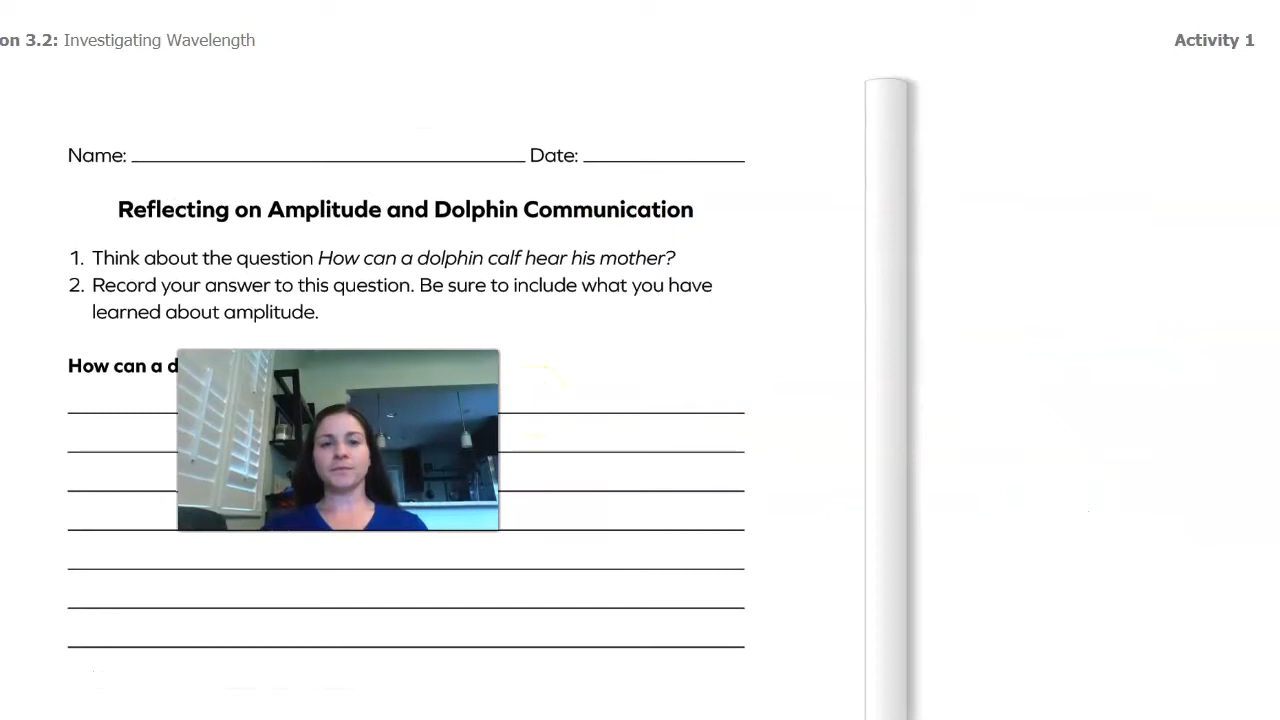 on 3.2: Investigating Wavelength
Activity 1
Name: Date:
Reflecting on Amplitude and Dolphin Communication
1. Think about the question How can a dolphin calf hear his mother?
2. Record your answer to this question. Be sure to include what you have
learned about amplitude.
How can a d